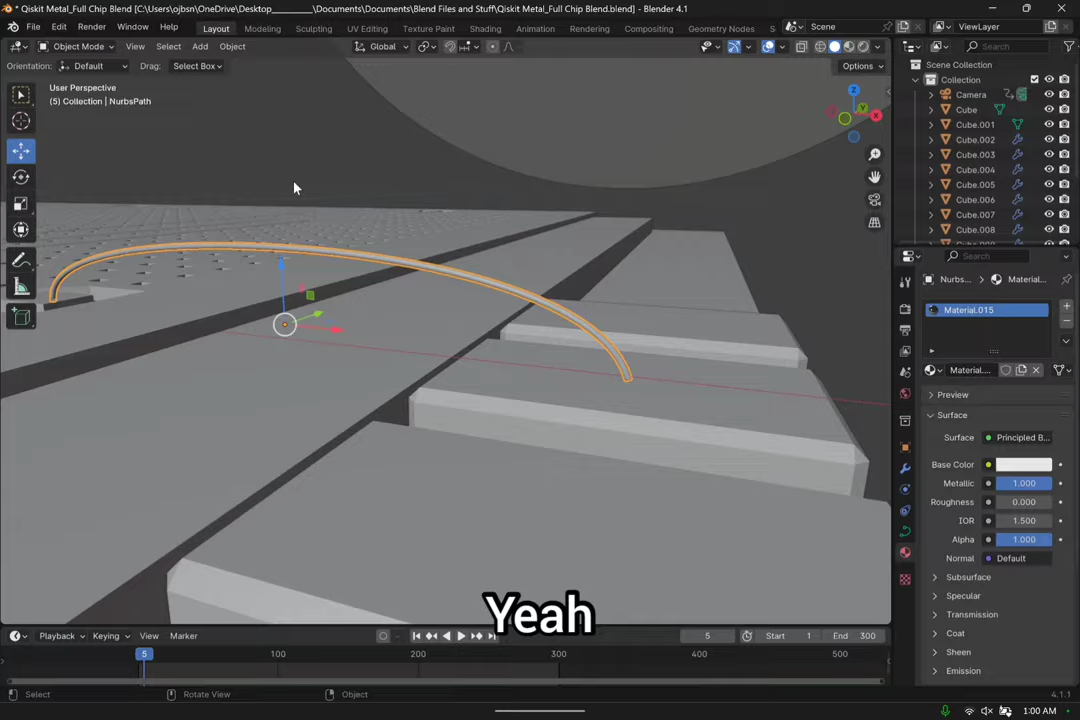 * Qiskit Metal_Full Chip Blend [C:\Users\ojbsn\OneDrive\Desktop_________\Documents\Documents\Blend Files and Stuff\Qiskit Metal_Full Chip Blend.blend] - Blender 4.1
File Edit Render Window Help Layout Modeling Sculpting UV Editing Texture Paint Shading Animation Rendering Compositing Geometry Nodes Scene ViewLayer
Object Mode View Select Add Object Global Search
Orientation: Default Drag: Select Box Options
User Perspective
(5) Collection | NurbsPath
Z
Y
X
Scene Collection
Collection
Camera
Cube
Cube.001
Cube.002
Cube.003
Cube.004
Cube.005
Cube.006
Cube.007
Cube.008
Search
Nurbs... Material...
Material.015
Material....
Preview
Surface
Surface Principled B...
Base Color
Metallic 1.000
Roughness 0.000
IOR 1.500
Alpha 1.000
Normal Default
Subsurface
Specular
Transmission
Coat
Sheen
Emission
Yeah
Playback Keying View Marker 5 Start 1 End 300
5 100 200 300 400 500
Select Rotate View Object 4.1.1
1:00 AM